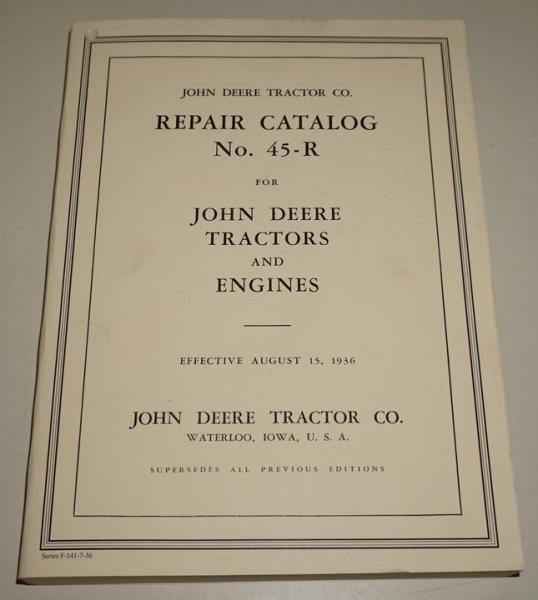 JOHN DEERE TRACTOR CO.
REPAIR CATALOG
No. 45-R
FOR
JOHN DEERE
TRACTORS
AND
ENGINES
EFFECTIVE AUGUST 15, 1936
JOHN DEERE TRACTOR CO.
WATERLOO, IOWA, U. S. A.
SUPERSEDES ALL PREVIOUS EDITIONS
Series F-141-7-36